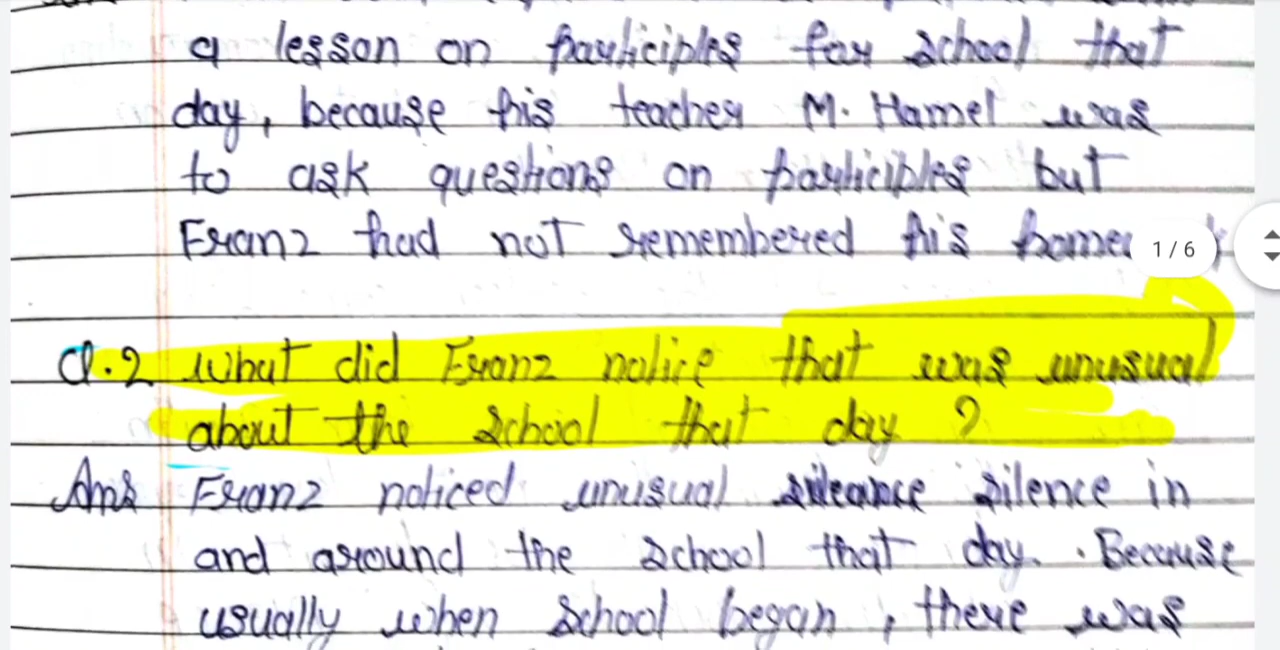 a lesson on participles for school that
day, because his teacher M. Hamel was
to ask questions on participles but
Franz had not remembered his home
1/6
Q.2 What did Franz notice that was unusual
about the school that day ?
Ans Franz noticed unusual silence in
and around the school that day. Because
usually when school began, there was